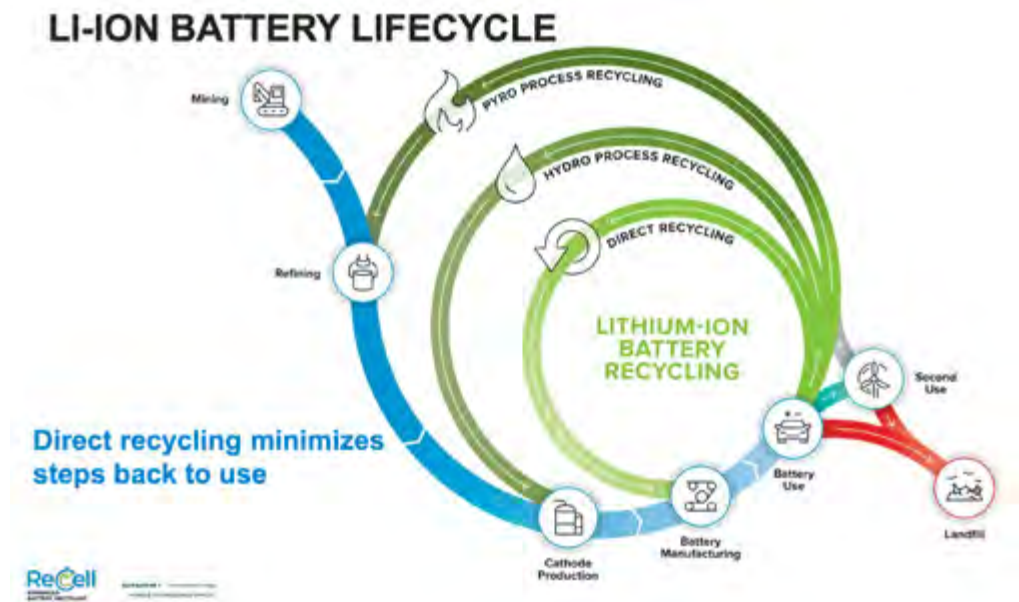 LI-ION BATTERY LIFECYCLE
Mining
PYRO PROCESS RECYCLING
HYDRO PROCESS RECYCLING
DIRECT RECYCLING
Refining
LITHIUM-ION
BATTERY
RECYCLING
Second
Use
Direct recycling minimizes
steps back to use
Battery
Use
Landfill
Battery
Manufacturing
Cathode
Production
ReCell